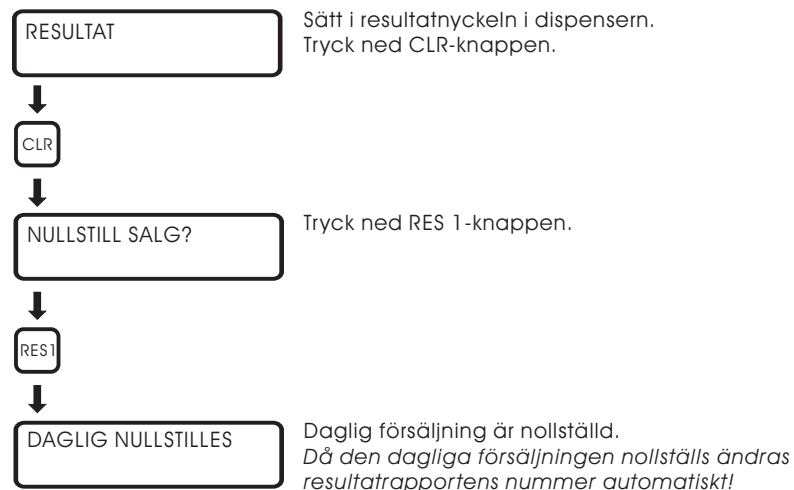 RESULTAT
Sätt i resultatnyckeln i dispensern.
Tryck ned CLR-knappen.
CLR
NULLSTILL SALG?
Tryck ned RES 1-knappen.
RES1
DAGLIG NULLSTILLES
Daglig försäljning är nollställd.
Då den dagliga försäljningen nollställs ändras
resultatrapportens nummer automatiskt!